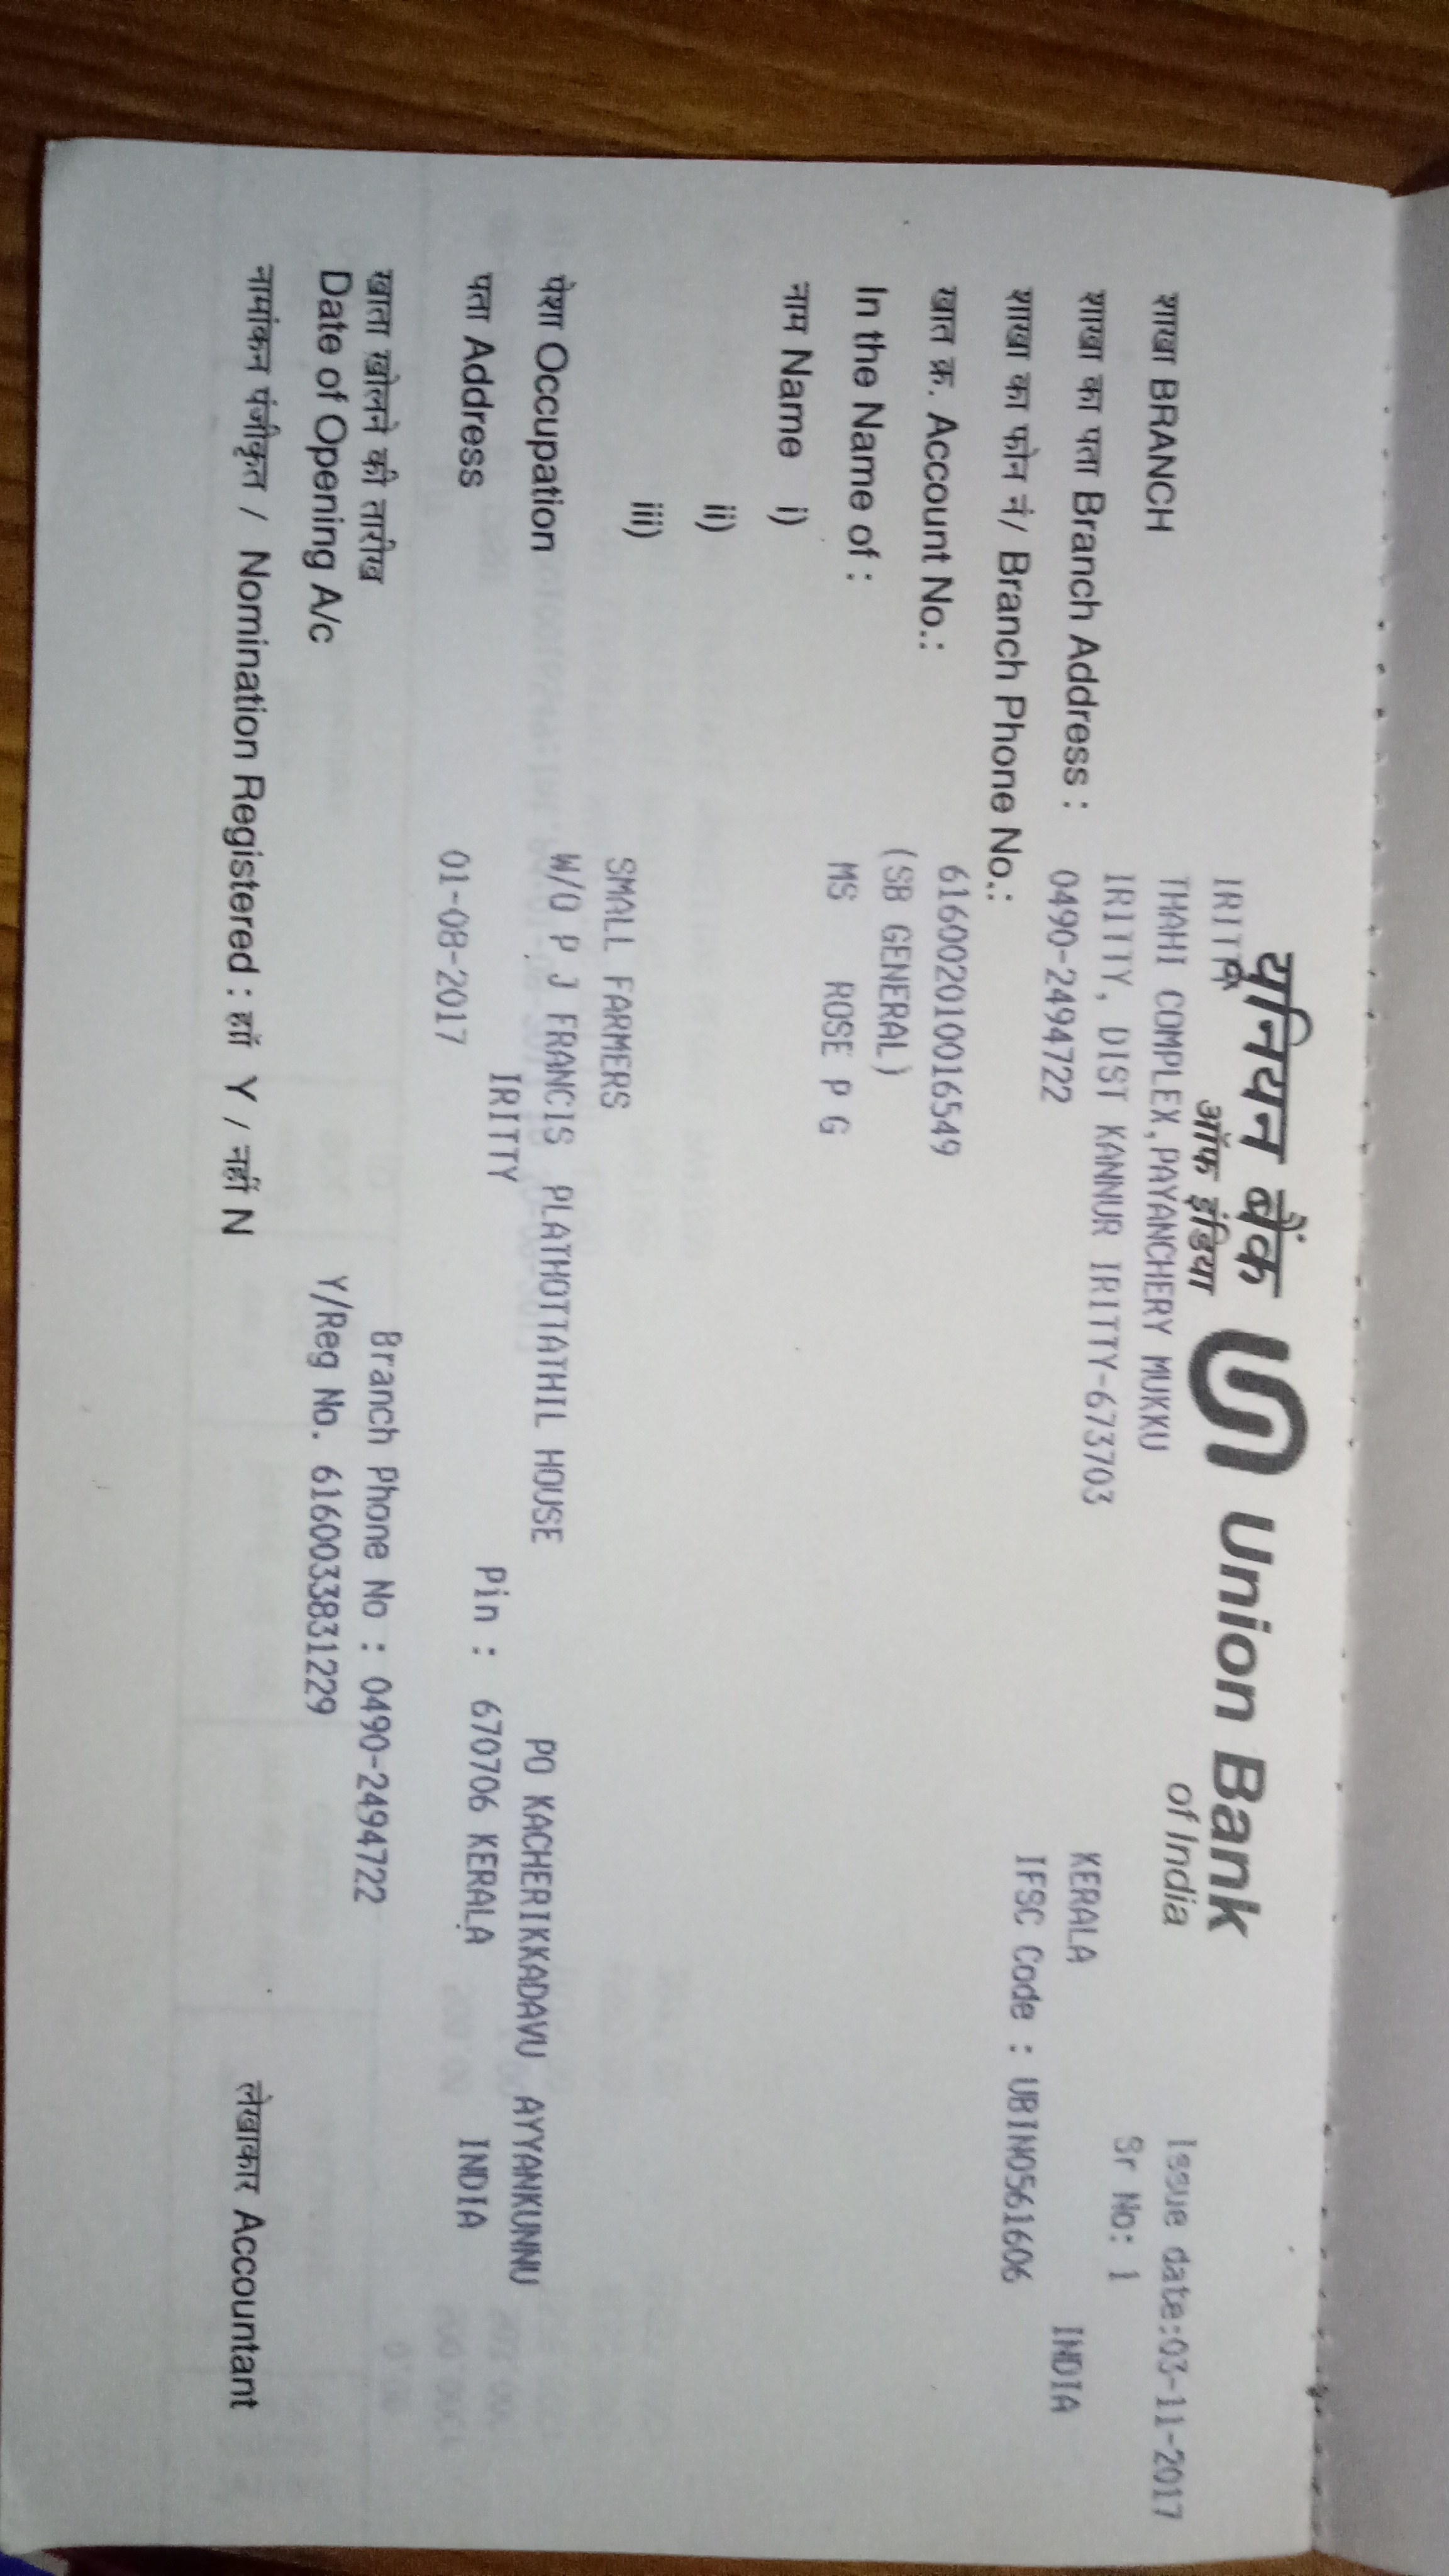 यूनियन बैंक Union Bank
ऑफ इंडिया of India
शाखा BRANCH IRITTY
Issue date:03-11-2017
THAHI COMPLEX,PAYANCHERY MUKKU
Sr No: 1
शाखा का पता Branch Address : IRITTY, DIST KANNUR IRITTY-673703 KERALA INDIA
शाखा का फोन नं/ Branch Phone No.: 0490-2494722 IFSC Code : UBIN0561606
खात क्र. Account No.: 616002010016549
(SB GENERAL)
In the Name of :
नाम Name i) MS ROSE P G
ii)
iii)
पेशा Occupation SMALL FARMERS
पता Address W/O P J FRANCIS PLATHOTTATHIL HOUSE PO KACHERIKKADAVU AYYANKUNNU
IRITTY Pin : 670706 KERALA INDIA
खाता खोलने की तारीख
Date of Opening A/c 01-08-2017
Branch Phone No : 0490-2494722
नामांकन पंजीकृत / Nomination Registered : हाँ Y / नहीं N Y/Reg No. 616003383​1229
लेखाकार Accountant